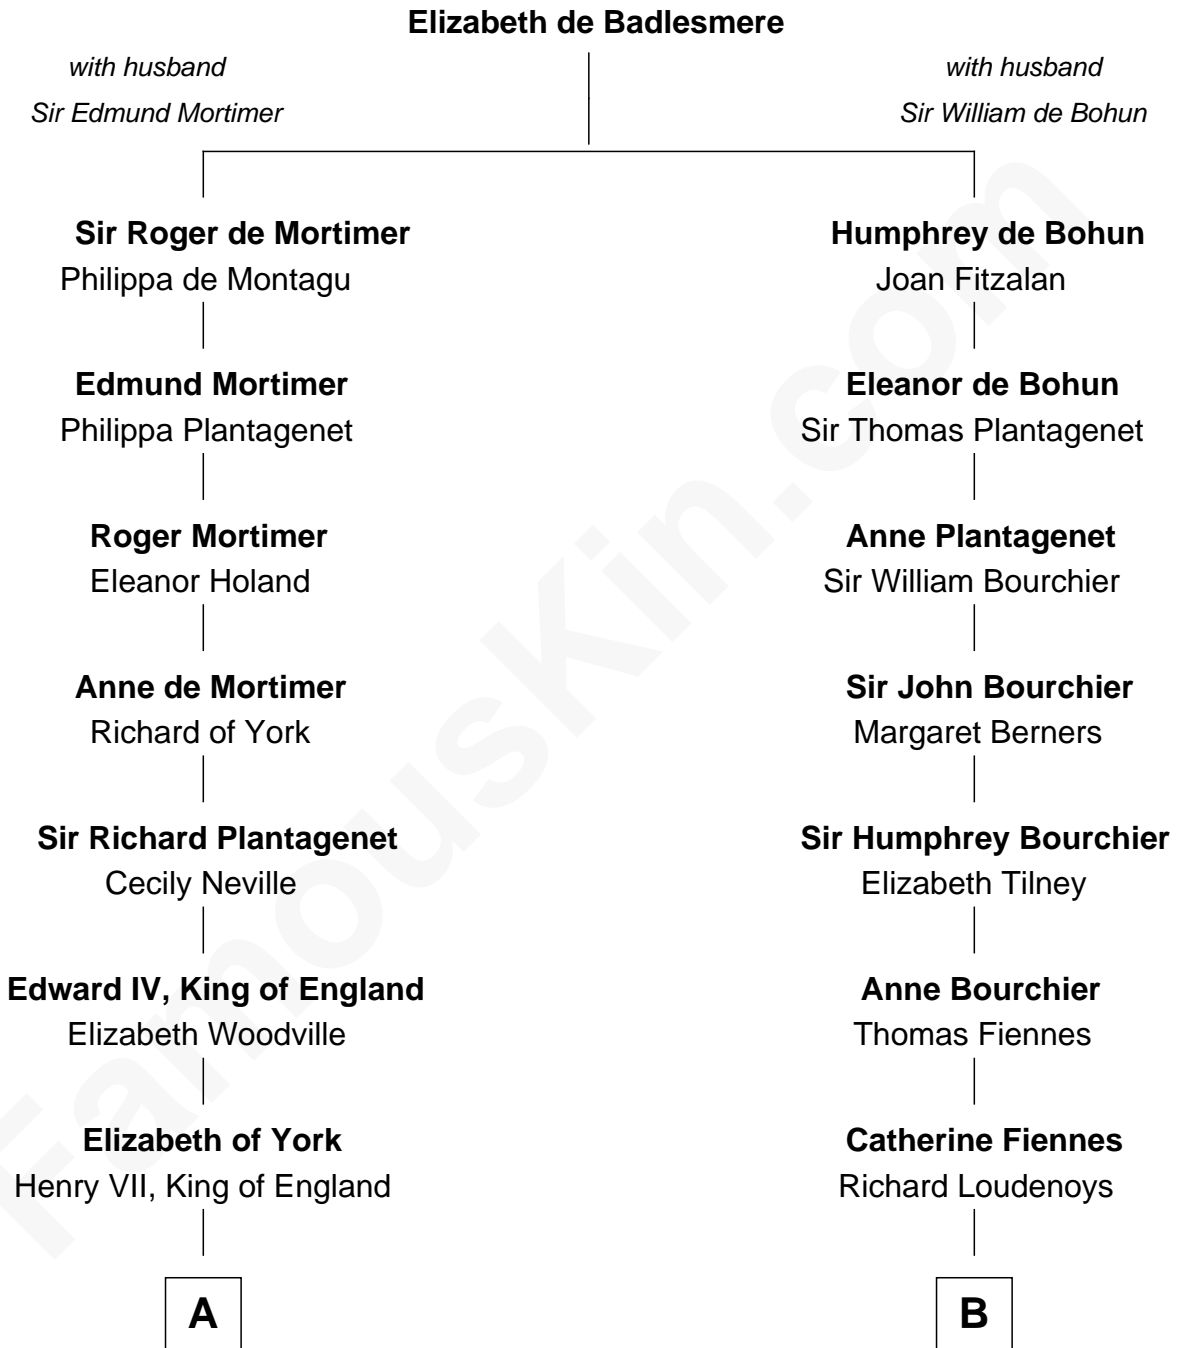 Elizabeth de Badlesmere
with husband
Sir Edmund Mortimer
with husband
Sir William de Bohun
Sir Roger de Mortimer
Philippa de Montagu
Edmund Mortimer
Philippa Plantagenet
Roger Mortimer
Eleanor Holand
Anne de Mortimer
Richard of York
Sir Richard Plantagenet
Cecily Neville
Edward IV, King of England
Elizabeth Woodville
Elizabeth of York
Henry VII, King of England
A
Humphrey de Bohun
Joan Fitzalan
Eleanor de Bohun
Sir Thomas Plantagenet
Anne Plantagenet
Sir William Bourchier
Sir John Bourchier
Margaret Berners
Sir Humphrey Bourchier
Elizabeth Tilney
Anne Bourchier
Thomas Fiennes
Catherine Fiennes
Richard Loudenoys
B
FamousKin.com